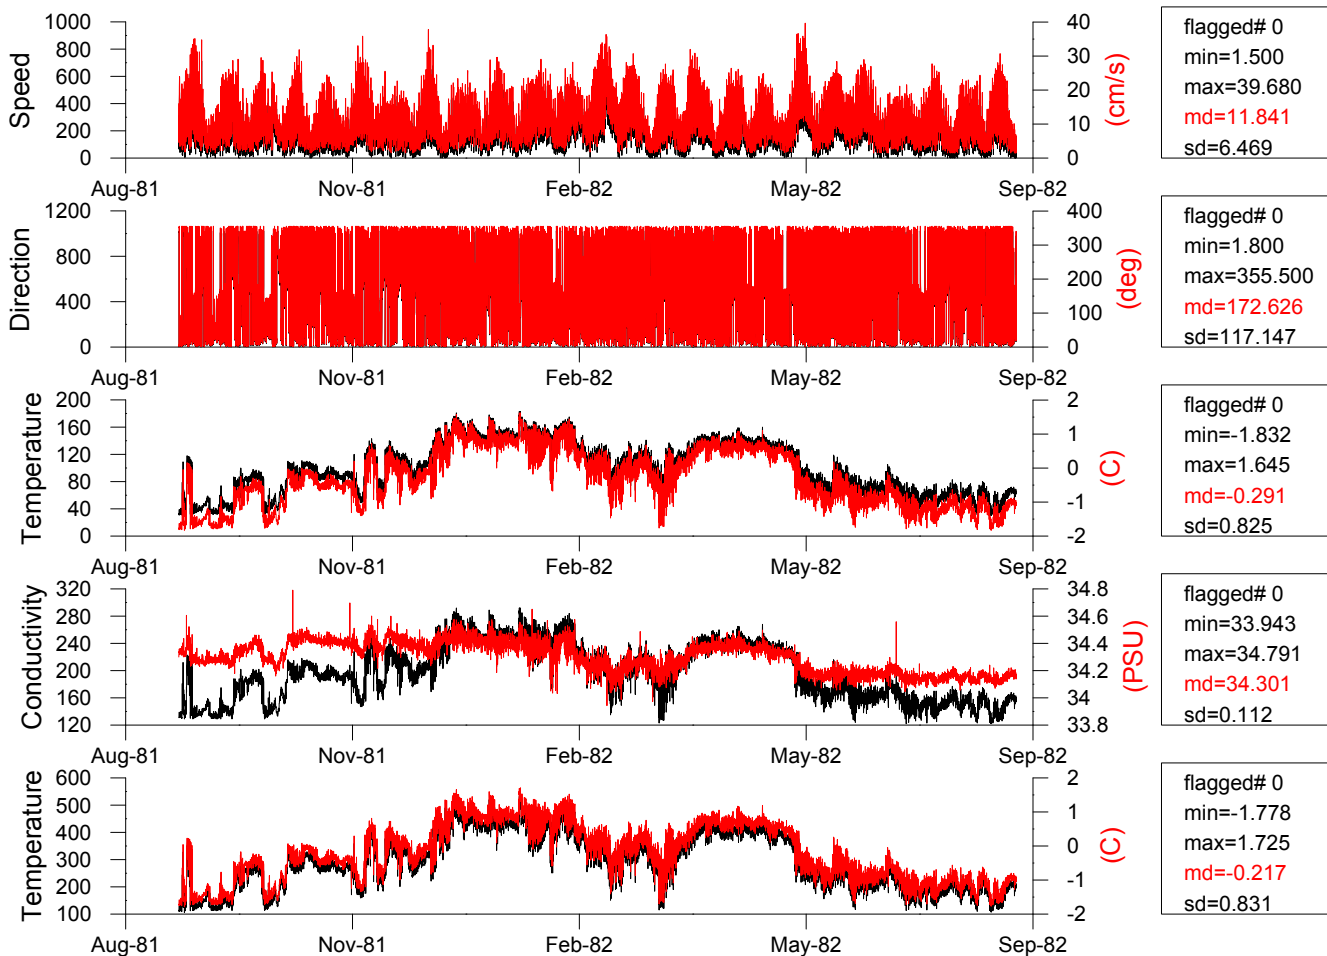 Speed
1000
800
600
400
200
0
40
30
20
10
0
(cm/s)
Aug-81
Nov-81
Feb-82
May-82
Sep-82
flagged# 0
min=1.500
max=39.680
md=11.841
sd=6.469
Direction
1200
800
400
0
400
300
200
100
0
(deg)
Aug-81
Nov-81
Feb-82
May-82
Sep-82
flagged# 0
min=1.800
max=355.500
md=172.626
sd=117.147
Temperature
200
160
120
80
40
0
2
1
0
-1
-2
(C)
Aug-81
Nov-81
Feb-82
May-82
Sep-82
flagged# 0
min=-1.832
max=1.645
md=-0.291
sd=0.825
Conductivity
320
280
240
200
160
120
34.8
34.6
34.4
34.2
34
33.8
(PSU)
Aug-81
Nov-81
Feb-82
May-82
Sep-82
flagged# 0
min=33.943
max=34.791
md=34.301
sd=0.112
Temperature
600
500
400
300
200
100
2
1
0
-1
-2
(C)
Aug-81
Nov-81
Feb-82
May-82
Sep-82
flagged# 0
min=-1.778
max=1.725
md=-0.217
sd=0.831